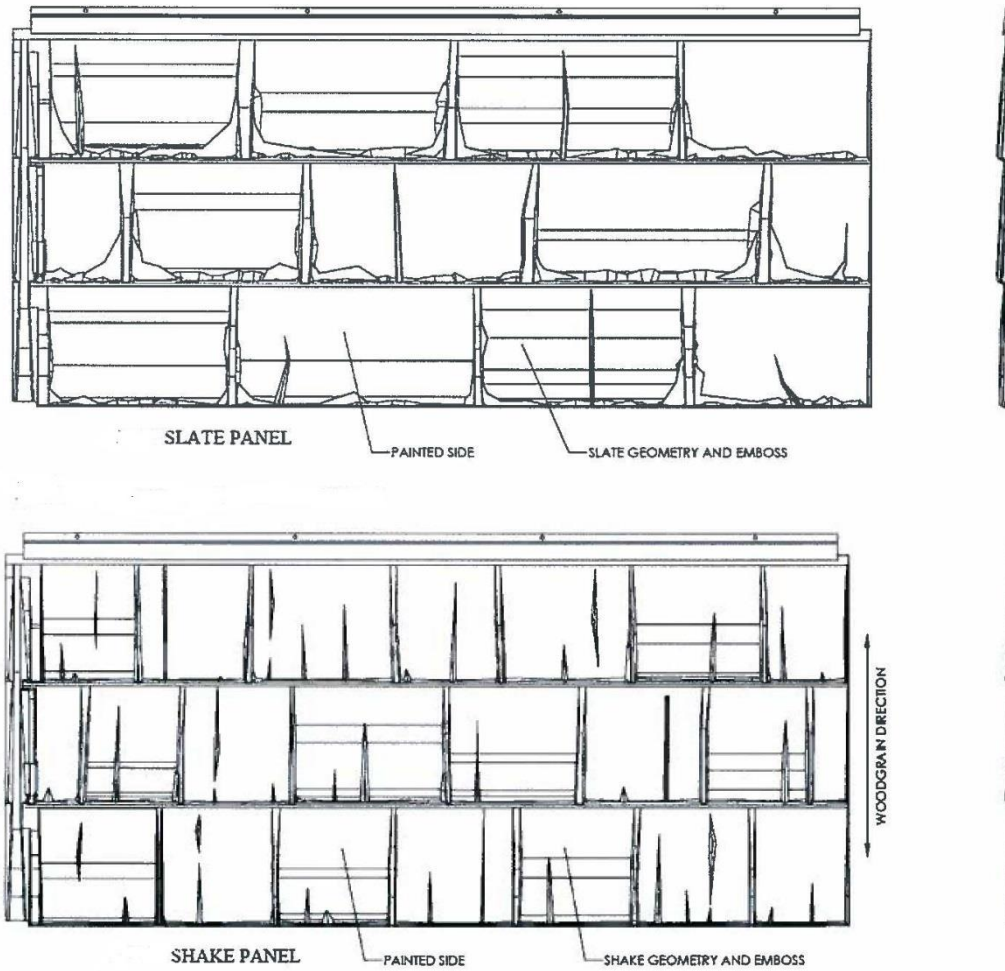 SLATE PANEL
PAINTED SIDE
SLATE GEOMETRY AND EMBOSS
WOODGRAIN DIRECTION
SHAKE PANEL
PAINTED SIDE
SHAKE GEOMETRY AND EMBOSS